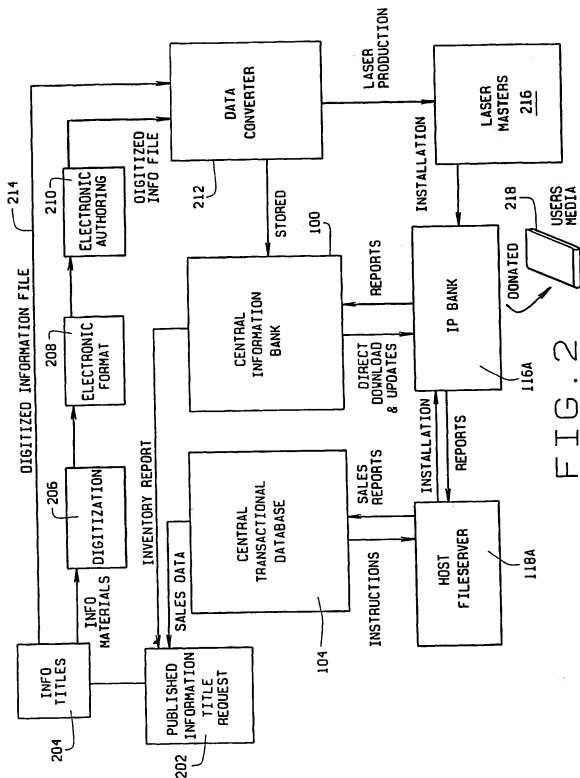 214
DIGITIZED INFORMATION FILE
INFO
TITLES
204
INFO
MATERIALS
206
DIGITIZATION
208
ELECTRONIC
FORMAT
210
ELECTRONIC
AUTHORING
DIGITIZED
INFO FILE
PUBLISHED
INFORMATION
TITLE
REQUEST
202
INVENTORY REPORT
SALES DATA
CENTRAL
TRANSACTIONAL
DATABASE
104
CENTRAL
INFORMATION
BANK
100
STORED
DATA
CONVERTER
212
LASER
PRODUCTION
INSTRUCTIONS
SALES
REPORTS
DIRECT
DOWNLOAD
& UPDATES
REPORTS
INSTALLATION
LASER
MASTERS
216
HOST
FILESERVER
118A
INSTALLATION
REPORTS
IP BANK
116A
DONATED
218
USERS
MEDIA
FIG.2